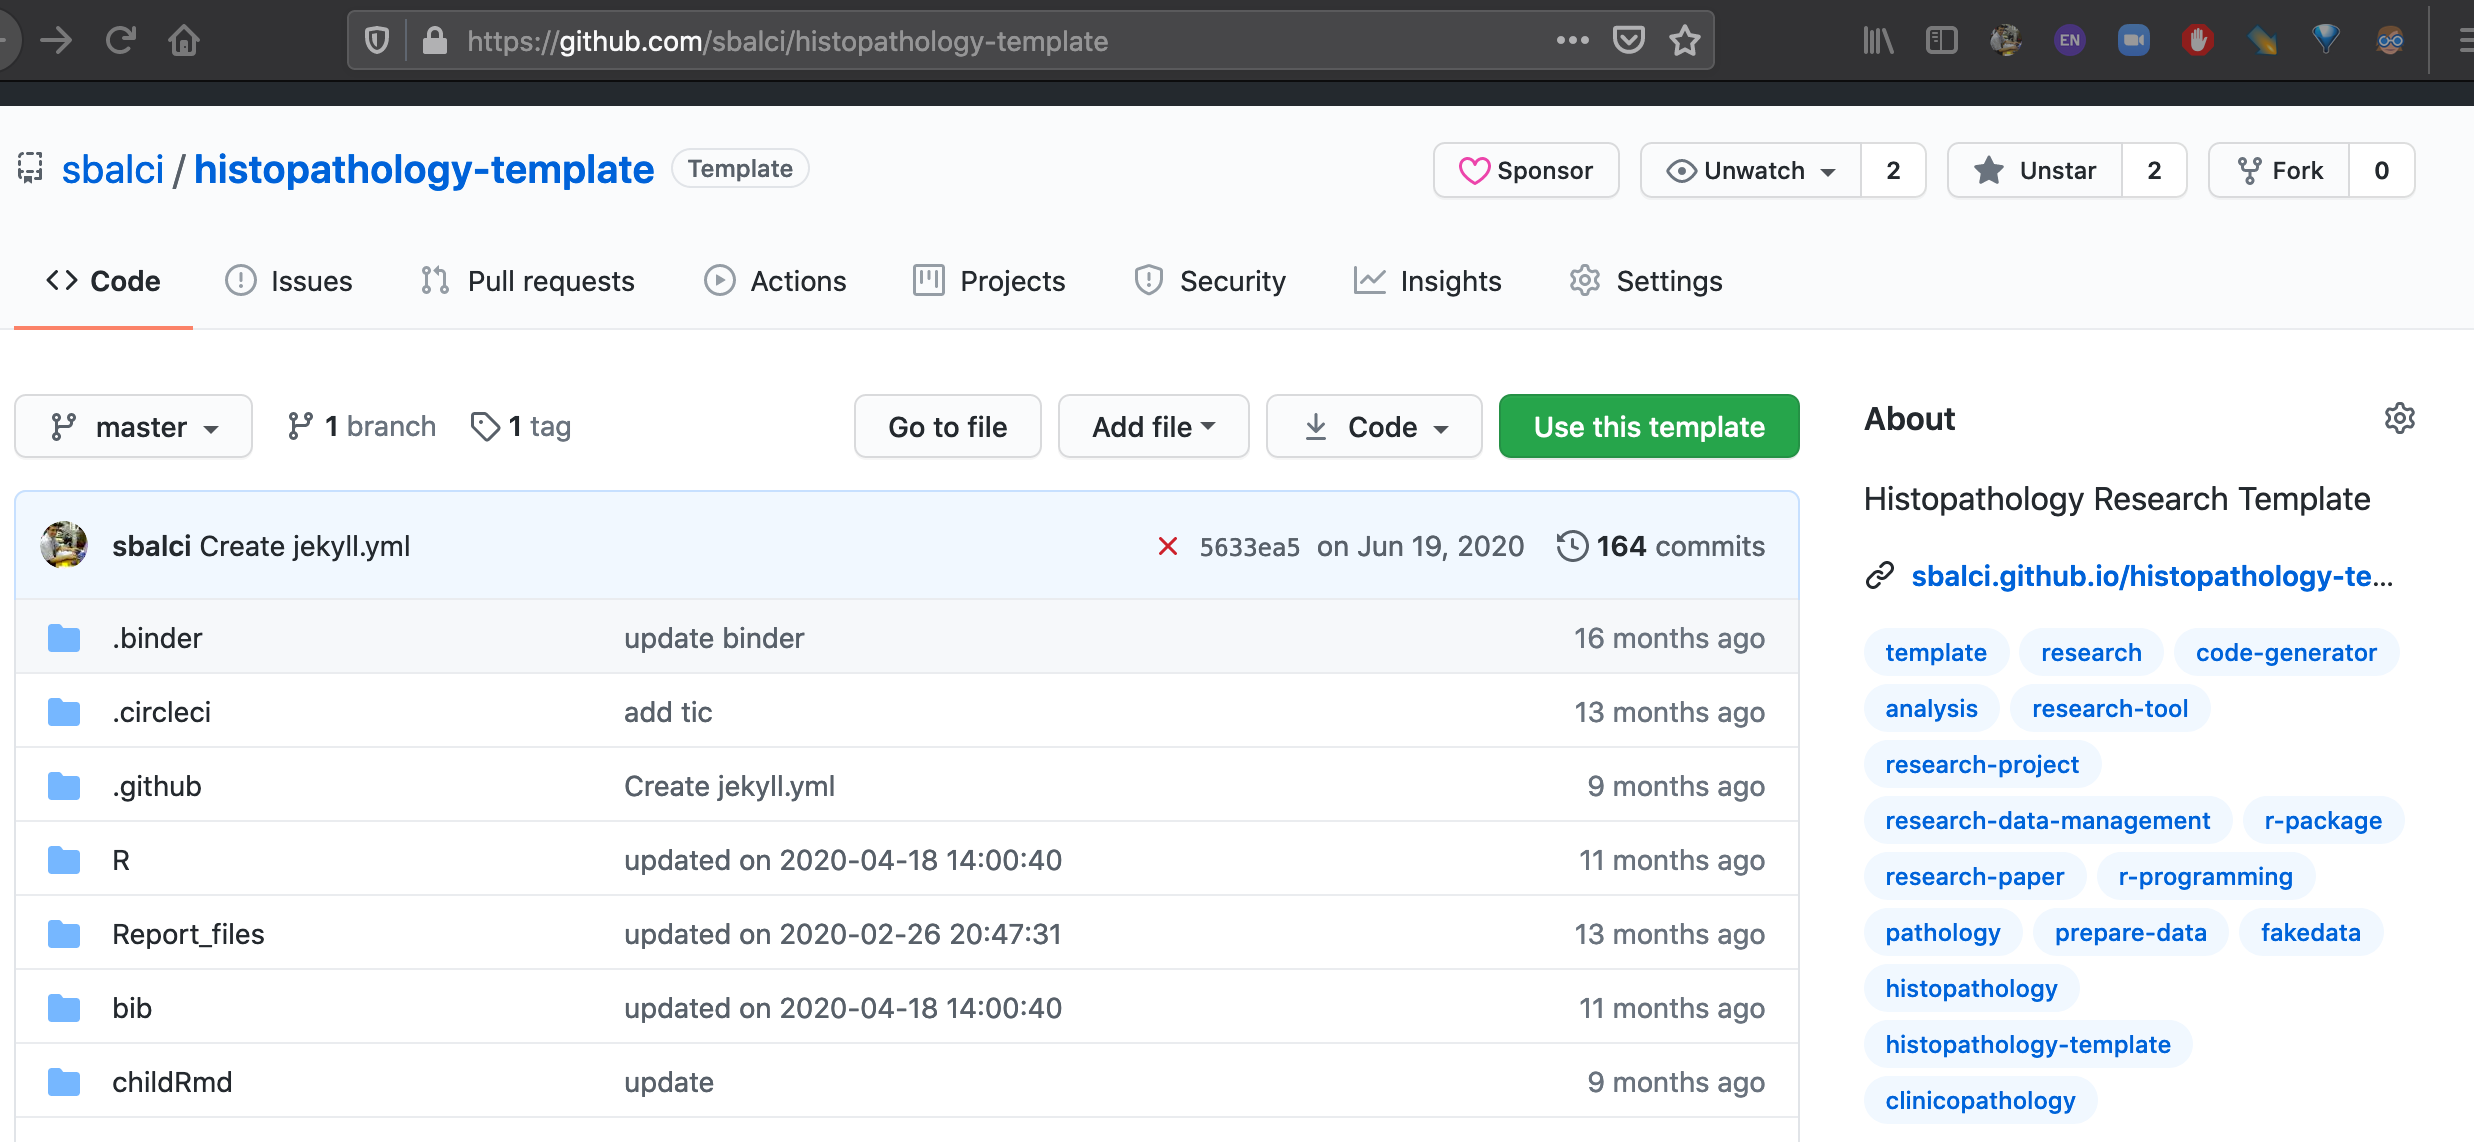 https://github.com/sbalci/histopathology-template
EN
sbalci / histopathology-template Template
Sponsor Unwatch 2 Unstar 2 Fork 0
Code Issues Pull requests Actions Projects Security Insights Settings
master 1 branch 1 tag Go to file Add file Code Use this template
About
Histopathology Research Template
sbalci Create jekyll.yml 5633ea5 on Jun 19, 2020 164 commits
sbalci.github.io/histopathology-te...
.binder update binder 16 months ago
template research code-generator
.circleci add tic 13 months ago
analysis research-tool
research-project
.github Create jekyll.yml 9 months ago
research-data-management r-package
R updated on 2020-04-18 14:00:40 11 months ago
research-paper r-programming
Report_files updated on 2020-02-26 20:47:31 13 months ago
pathology prepare-data fakedata
histopathology
bib updated on 2020-04-18 14:00:40 11 months ago
histopathology-template
childRmd update 9 months ago
clinicopathology